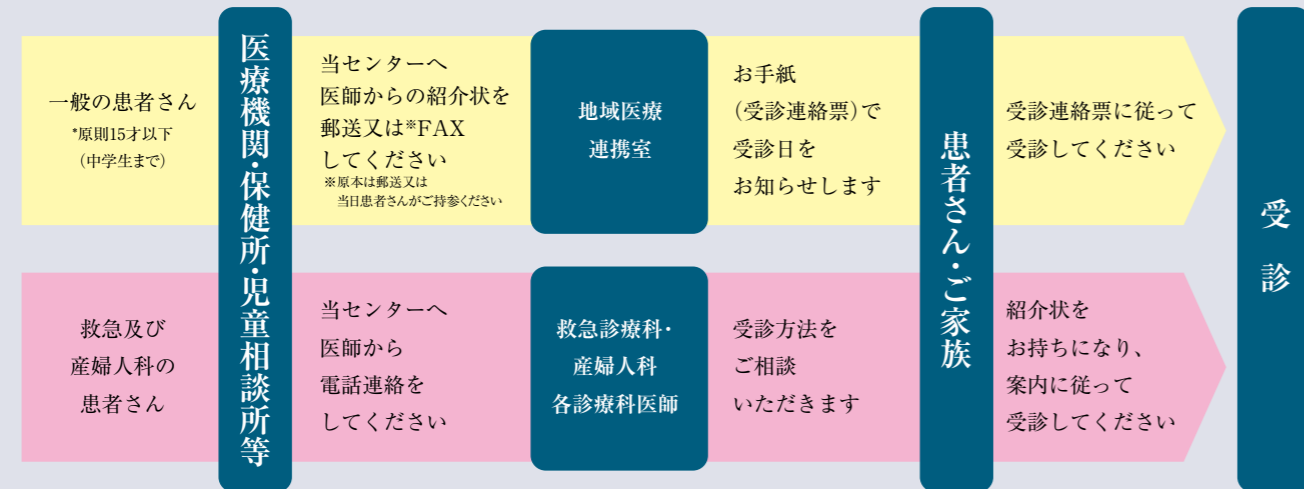 一般の患者さん
*原則15才以下
（中学生まで）
医療機関・保健所・児童相談所等
当センターへ
医師からの紹介状を
郵送又は※FAX
してください
※原本は郵送又は
当日患者さんがご持参ください
地域医療
連携室
お手紙
（受診連絡票）で
受診日を
お知らせします
患者さん・ご家族
受診連絡票に従って
受診してください
受診
救急及び
産婦人科の
患者さん
当センターへ
医師から
電話連絡を
してください
救急診療科・
産婦人科
各診療科医師
受診方法を
ご相談
いただきます
紹介状を
お持ちになり、
案内に従って
受診してください